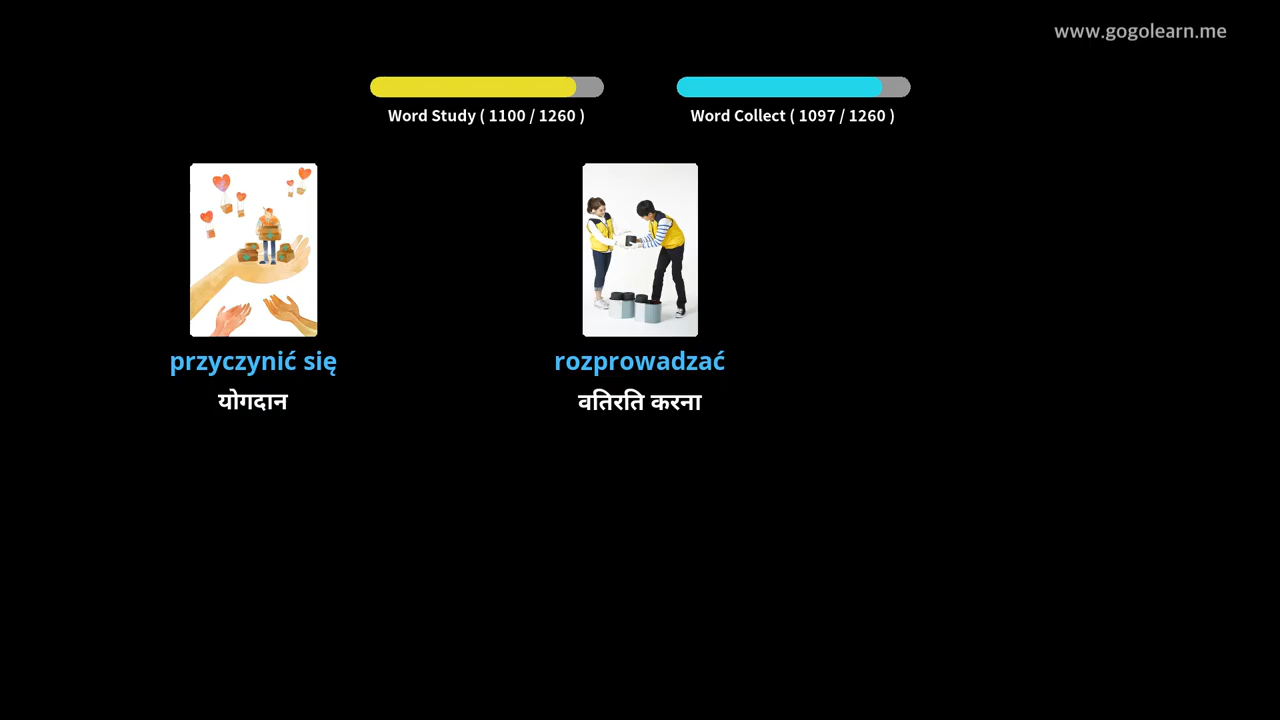 www.gogolearn.me
Word Study ( 1100 / 1260 )
Word Collect ( 1097 / 1260 )
przyczynić się
rozprowadzać
योगदान
वतिरति करना